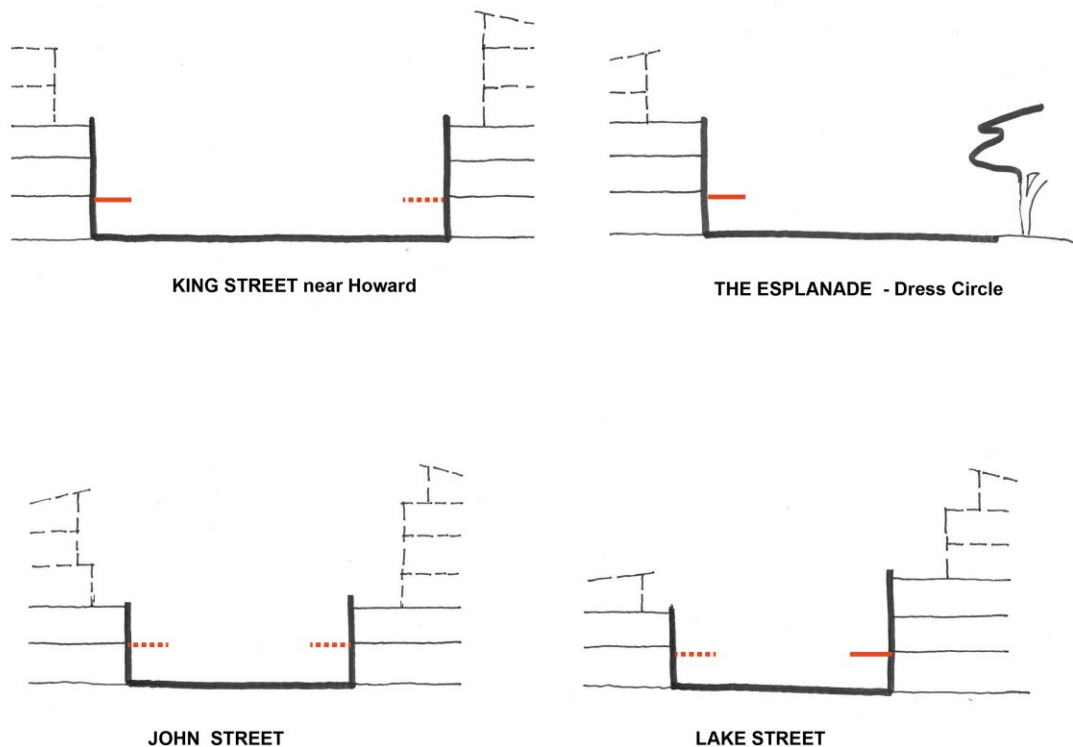 KING STREET near Howard
THE ESPLANADE - Dress Circle
JOHN STREET
LAKE STREET